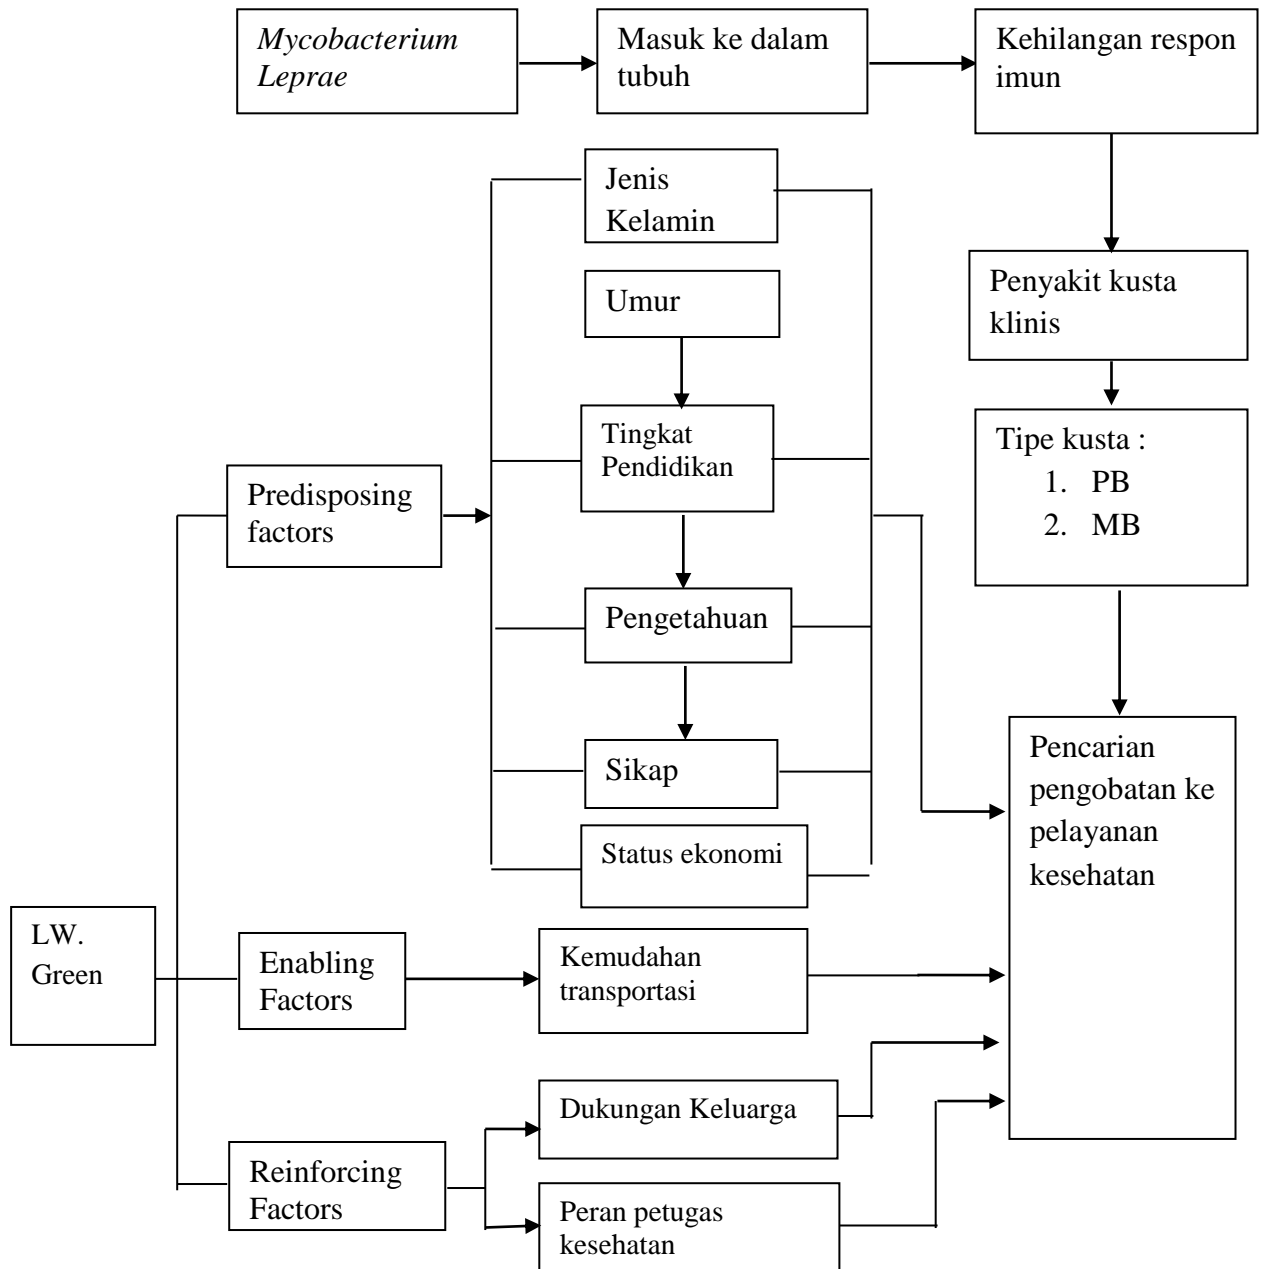 Mycobacterium
Leprae
Masuk ke dalam
tubuh
Kehilangan respon
imun
Jenis
Kelamin
Umur
Penyakit kusta
klinis
Tingkat
Pendidikan
Tipe kusta :
1. PB
2. MB
Predisposing
factors
Pengetahuan
Sikap
Pencarian
pengobatan ke
pelayanan
kesehatan
Status ekonomi
LW.
Green
Enabling
Factors
Kemudahan
transportasi
Dukungan Keluarga
Reinforcing
Factors
Peran petugas
kesehatan